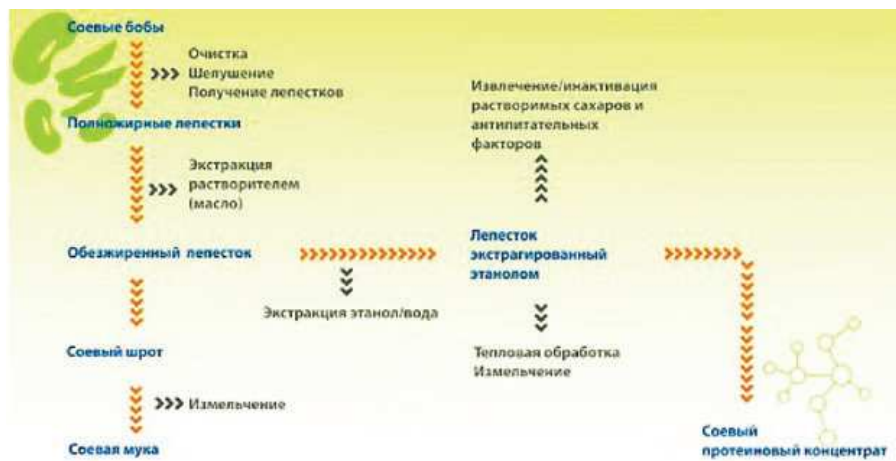 Соевые бобы
Очистка
Шелушение
Получение лепестков
Полножирные лепестки
Экстракция
растворителем
(масло)
Обезжиренный лепесток
Экстракция этанол/вода
Соевый шрот
Измельчение
Соевая мука
Извлечение/инактивация
растворимых сахаров и
антипитательных
факторов
Лепесток
экстрагированный
этанолом
Тепловая обработка
Измельчение
Соевый
протеиновый концентрат